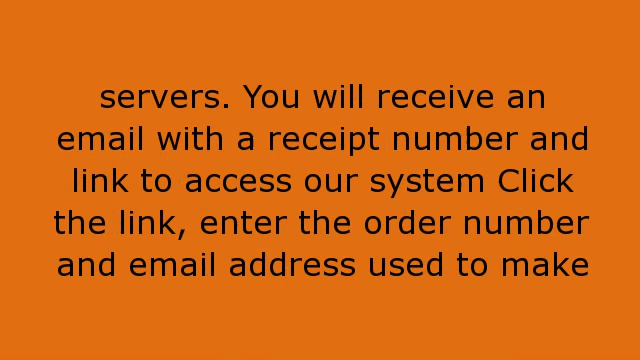 servers. You will receive an
email with a receipt number and
link to access our system Click
the link, enter the order number
and email address used to make